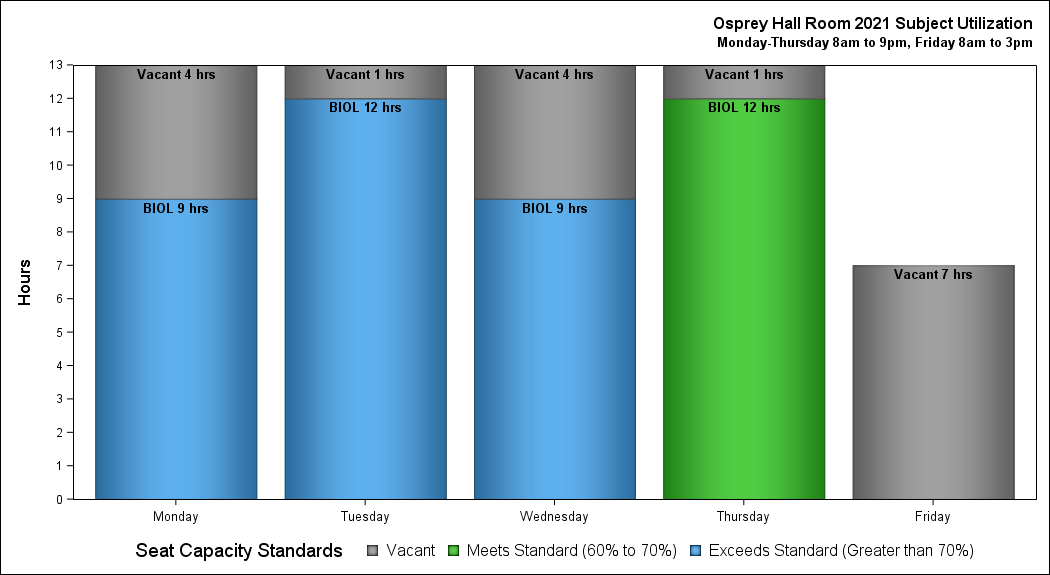 Osprey Hall Room 2021 Subject Utilization
Monday-Thursday 8am to 9pm, Friday 8am to 3pm
Hours
13
12
11
10
9
8
7
6
5
4
3
2
1
0
Vacant 4 hrs
BIOL 9 hrs
Vacant 1 hrs
BIOL 12 hrs
Vacant 4 hrs
BIOL 9 hrs
Vacant 1 hrs
BIOL 12 hrs
Vacant 7 hrs
Monday Tuesday Wednesday Thursday Friday
Seat Capacity Standards Vacant Meets Standard (60% to 70%) Exceeds Standard (Greater than 70%)